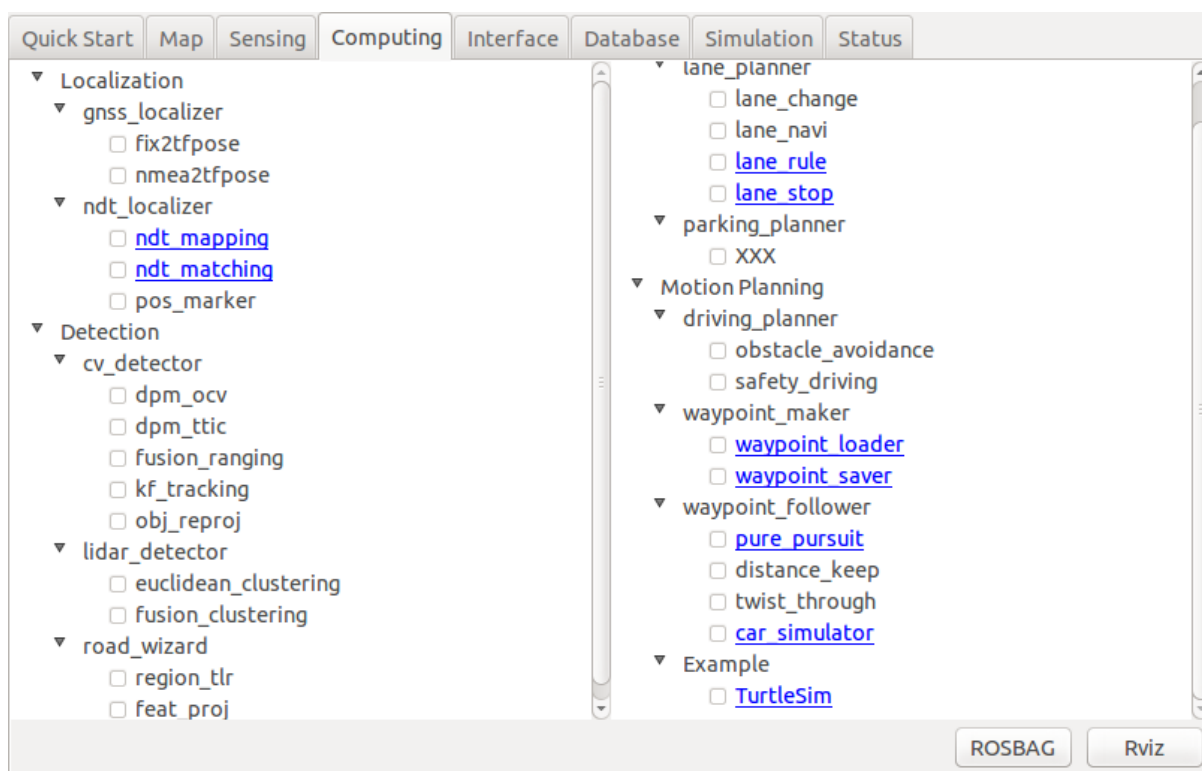 Quick Start Map Sensing Computing Interface Database Simulation Status
Localization
gnss_localizer
fix2tfpose
nmea2tfpose
ndt_localizer
ndt_mapping
ndt_matching
pos_marker
Detection
cv_detector
dpm_ocv
dpm_ttic
fusion_ranging
kf_tracking
obj_reproj
lidar_detector
euclidean_clustering
fusion_clustering
road_wizard
region_tlr
feat_proj
lane_planner
lane_change
lane_navi
lane_rule
lane_stop
parking_planner
XXX
Motion Planning
driving_planner
obstacle_avoidance
safety_driving
waypoint_maker
waypoint_loader
waypoint_saver
waypoint_follower
pure_pursuit
distance_keep
twist_through
car_simulator
Example
TurtleSim
ROSBAG Rviz